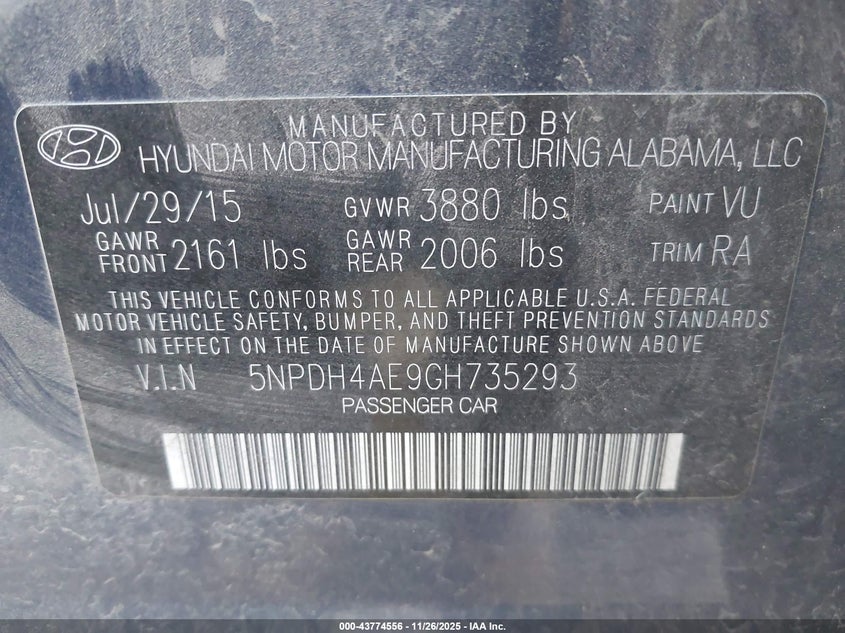 MANUFACTURED BY
HYUNDAI MOTOR MANUFACTURING ALABAMA, LLC
Jul/29/15 GVWR 3880 lbs PAINT VU
GAWR FRONT 2161 lbs GAWR REAR 2006 lbs TRIM RA
THIS VEHICLE CONFORMS TO ALL APPLICABLE U.S.A. FEDERAL
MOTOR VEHICLE SAFETY, BUMPER, AND THEFT PREVENTION STANDARDS
IN EFFECT ON THE DATE OF MANUFACTURE SHOWN ABOVE
V.I.N 5NPDH4AE9GH735293
PASSENGER CAR
000-43774556 - 11/26/2025 - IAA Inc.